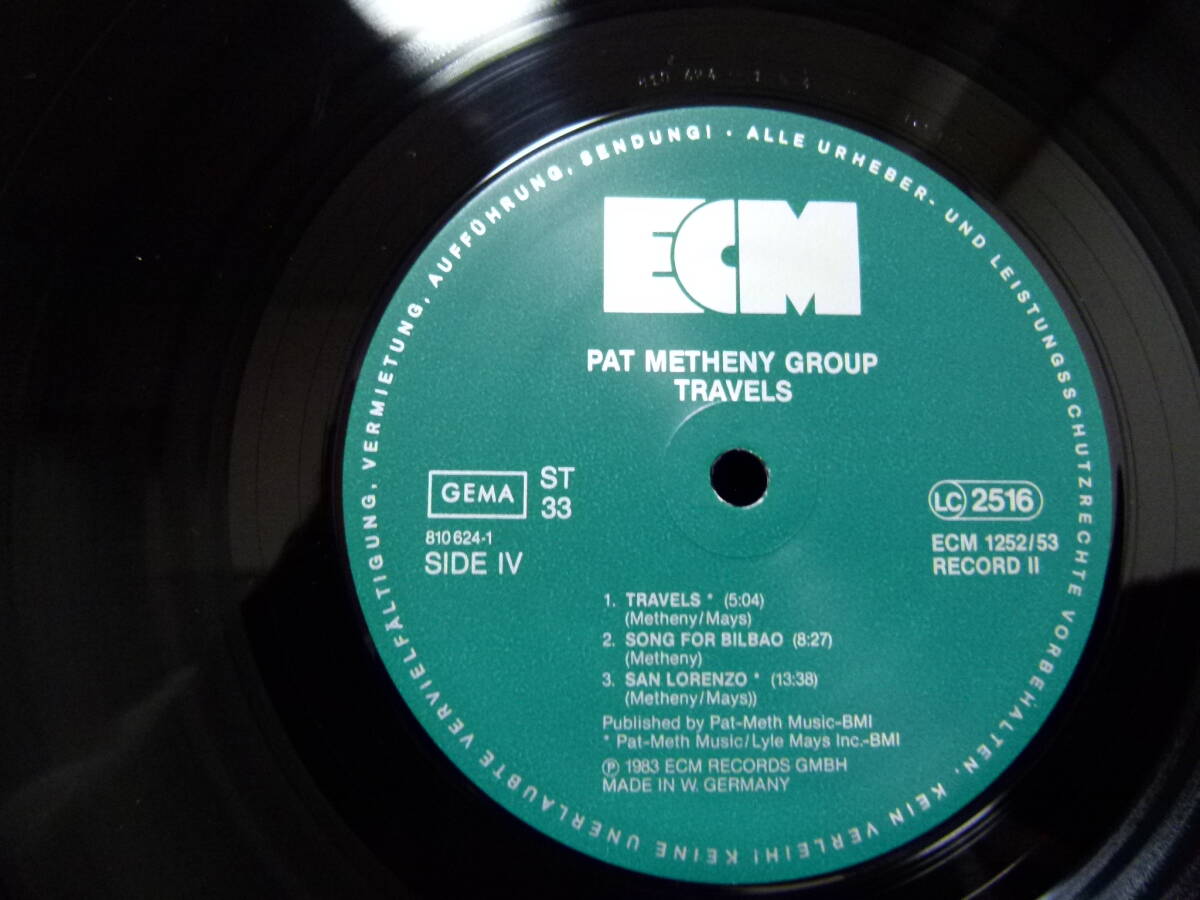 ALLE URHEBER- UND LEISTUNGSSCHUTZRECHTE VORBEHALTEN. KEIN VERLEIH! KEINE UNERLAUBTE VERVIELFÄLTIGUNG, VERMIETUNG, AUFFÜHRUNG, SENDUNG! •
ECM
PAT METHENY GROUP
TRAVELS
GEMA
ST
33
810 624-1
SIDE IV
LC 2516
ECM 1252/53
RECORD II
1. TRAVELS * (5:04)
(Metheny/Mays)
2. SONG FOR BILBAO (8:27)
(Metheny)
3. SAN LORENZO * (13:38)
(Metheny/Mays))
Published by Pat-Meth Music-BMI
* Pat-Meth Music/Lyle Mays Inc.-BMI
℗ 1983 ECM RECORDS GMBH
MADE IN W. GERMANY